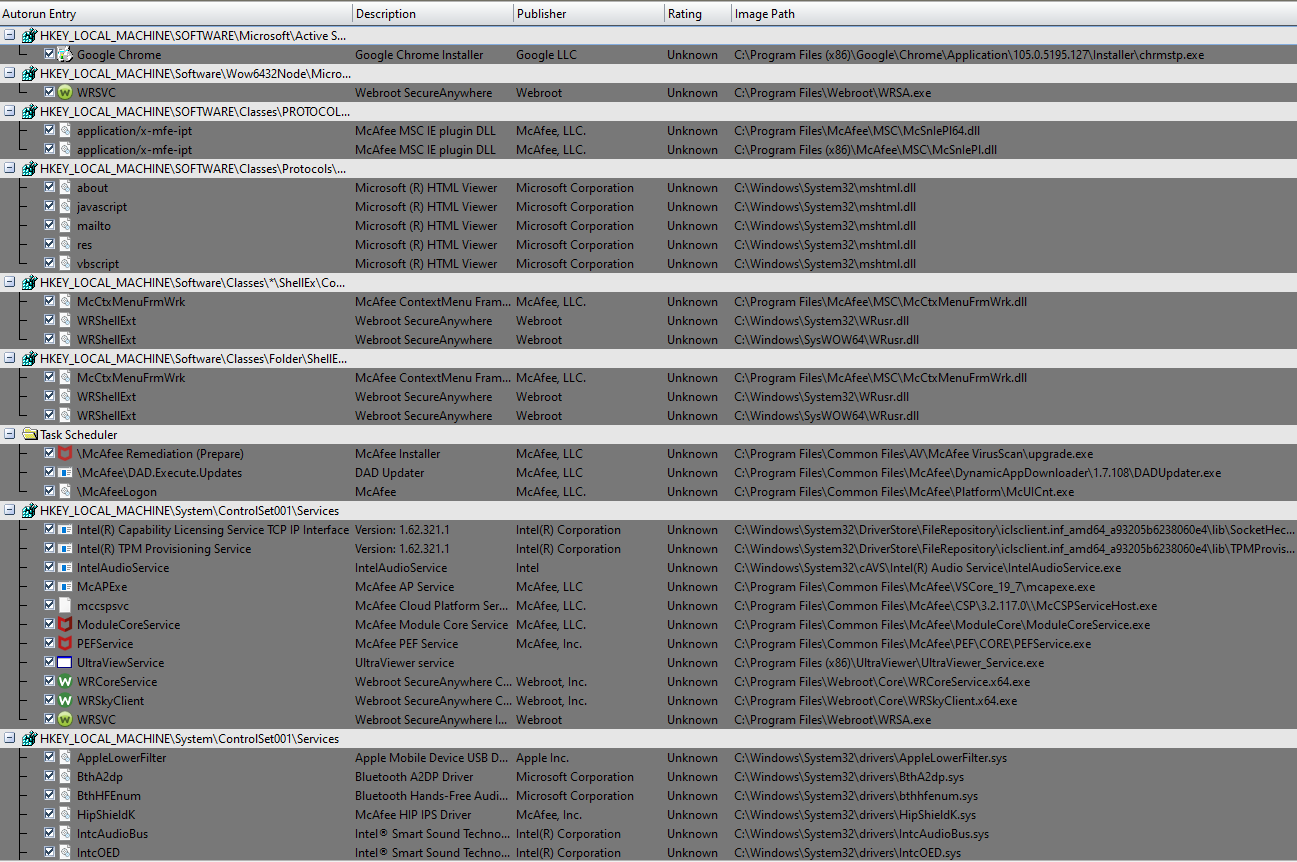 Autorun Entry Description Publisher Rating Image Path
HKEY_LOCAL_MACHINE\SOFTWARE\Microsoft\Active S...
Google Chrome Google Chrome Installer Google LLC Unknown C:\Program Files (x86)\Google\Chrome\Application\105.0.5195.127\Installer\chrmstp.exe
HKEY_LOCAL_MACHINE\Software\Wow6432Node\Micro...
WRSVC Webroot SecureAnywhere Webroot Unknown C:\Program Files\Webroot\WRSA.exe
HKEY_LOCAL_MACHINE\SOFTWARE\Classes\PROTOCOL...
application/x-mfe-ipt McAfee MSC IE plugin DLL McAfee, LLC. Unknown C:\Program Files\McAfee\MSC\McSnIePl64.dll
application/x-mfe-ipt McAfee MSC IE plugin DLL McAfee, LLC. Unknown C:\Program Files (x86)\McAfee\MSC\McSnIePl.dll
HKEY_LOCAL_MACHINE\SOFTWARE\Classes\Protocols\...
about Microsoft (R) HTML Viewer Microsoft Corporation Unknown C:\Windows\System32\mshtml.dll
javascript Microsoft (R) HTML Viewer Microsoft Corporation Unknown C:\Windows\System32\mshtml.dll
mailto Microsoft (R) HTML Viewer Microsoft Corporation Unknown C:\Windows\System32\mshtml.dll
res Microsoft (R) HTML Viewer Microsoft Corporation Unknown C:\Windows\System32\mshtml.dll
vbscript Microsoft (R) HTML Viewer Microsoft Corporation Unknown C:\Windows\System32\mshtml.dll
HKEY_LOCAL_MACHINE\Software\Classes\*\ShellEx\Co...
McCtxMenuFrmWrk McAfee ContextMenu Fram... McAfee, LLC. Unknown C:\Program Files\McAfee\MSC\McCtxMenuFrmWrk.dll
WRShellExt Webroot SecureAnywhere Webroot Unknown C:\Windows\System32\WRusr.dll
WRShellExt Webroot SecureAnywhere Webroot Unknown C:\Windows\SysWOW64\WRusr.dll
HKEY_LOCAL_MACHINE\Software\Classes\Folder\ShellE...
McCtxMenuFrmWrk McAfee ContextMenu Fram... McAfee, LLC. Unknown C:\Program Files\McAfee\MSC\McCtxMenuFrmWrk.dll
WRShellExt Webroot SecureAnywhere Webroot Unknown C:\Windows\System32\WRusr.dll
WRShellExt Webroot SecureAnywhere Webroot Unknown C:\Windows\SysWOW64\WRusr.dll
Task Scheduler
\McAfee Remediation (Prepare) McAfee Installer McAfee, LLC Unknown C:\Program Files\Common Files\AV\McAfee VirusScan\upgrade.exe
\McAfee\DAD.Execute.Updates DAD Updater McAfee, LLC Unknown C:\Program Files\Common Files\McAfee\DynamicAppDownloader\1.7.108\DADUpdater.exe
\McAfeeLogon McAfee McAfee, LLC. Unknown C:\Program Files\Common Files\McAfee\Platform\McUICnt.exe
HKEY_LOCAL_MACHINE\System\ControlSet001\Services
Intel(R) Capability Licensing Service TCP IP Interface Version: 1.62.321.1 Intel(R) Corporation Unknown C:\Windows\System32\DriverStore\FileRepository\iclsclient.inf_amd64_a93205b6238060e4\lib\SocketHec...
Intel(R) TPM Provisioning Service Version: 1.62.321.1 Intel(R) Corporation Unknown C:\Windows\System32\DriverStore\FileRepository\iclsclient.inf_amd64_a93205b6238060e4\lib\TPMProvis...
IntelAudioService IntelAudioService Intel Unknown C:\Windows\System32\cAVS\Intel(R) Audio Service\IntelAudioService.exe
McAPExe McAfee AP Service McAfee, LLC Unknown C:\Program Files\Common Files\McAfee\VSCore_19_7\mcapexe.exe
mccspsvc McAfee Cloud Platform Ser... McAfee, LLC. Unknown C:\Program Files\Common Files\McAfee\CSP\3.2.117.0\\McCSPServiceHost.exe
ModuleCoreService McAfee Module Core Service McAfee, LLC. Unknown C:\Program Files\Common Files\McAfee\ModuleCore\ModuleCoreService.exe
PEFService McAfee PEF Service McAfee, Inc. Unknown C:\Program Files\Common Files\McAfee\PEF\CORE\PEFService.exe
UltraViewService UltraViewer service Unknown C:\Program Files (x86)\UltraViewer\UltraViewer_Service.exe
WRCoreService Webroot SecureAnywhere C... Webroot, Inc. Unknown C:\Program Files\Webroot\Core\WRCoreService.x64.exe
WRSkyClient Webroot SecureAnywhere C... Webroot, Inc. Unknown C:\Program Files\Webroot\Core\WRSkyClient.x64.exe
WRSVC Webroot SecureAnywhere I... Webroot Unknown C:\Program Files\Webroot\WRSA.exe
HKEY_LOCAL_MACHINE\System\ControlSet001\Services
AppleLowerFilter Apple Mobile Device USB D... Apple Inc. Unknown C:\Windows\System32\drivers\AppleLowerFilter.sys
BthA2dp Bluetooth A2DP Driver Microsoft Corporation Unknown C:\Windows\System32\drivers\BthA2dp.sys
BthHFEnum Bluetooth Hands-Free Audi... Microsoft Corporation Unknown C:\Windows\System32\drivers\bthhfenum.sys
HipShieldK McAfee HIP IPS Driver McAfee, Inc. Unknown C:\Windows\System32\drivers\HipShieldK.sys
IntcAudioBus Intel® Smart Sound Techno... Intel(R) Corporation Unknown C:\Windows\System32\drivers\IntcAudioBus.sys
IntcOED Intel® Smart Sound Techno... Intel(R) Corporation Unknown C:\Windows\System32\drivers\IntcOED.sys